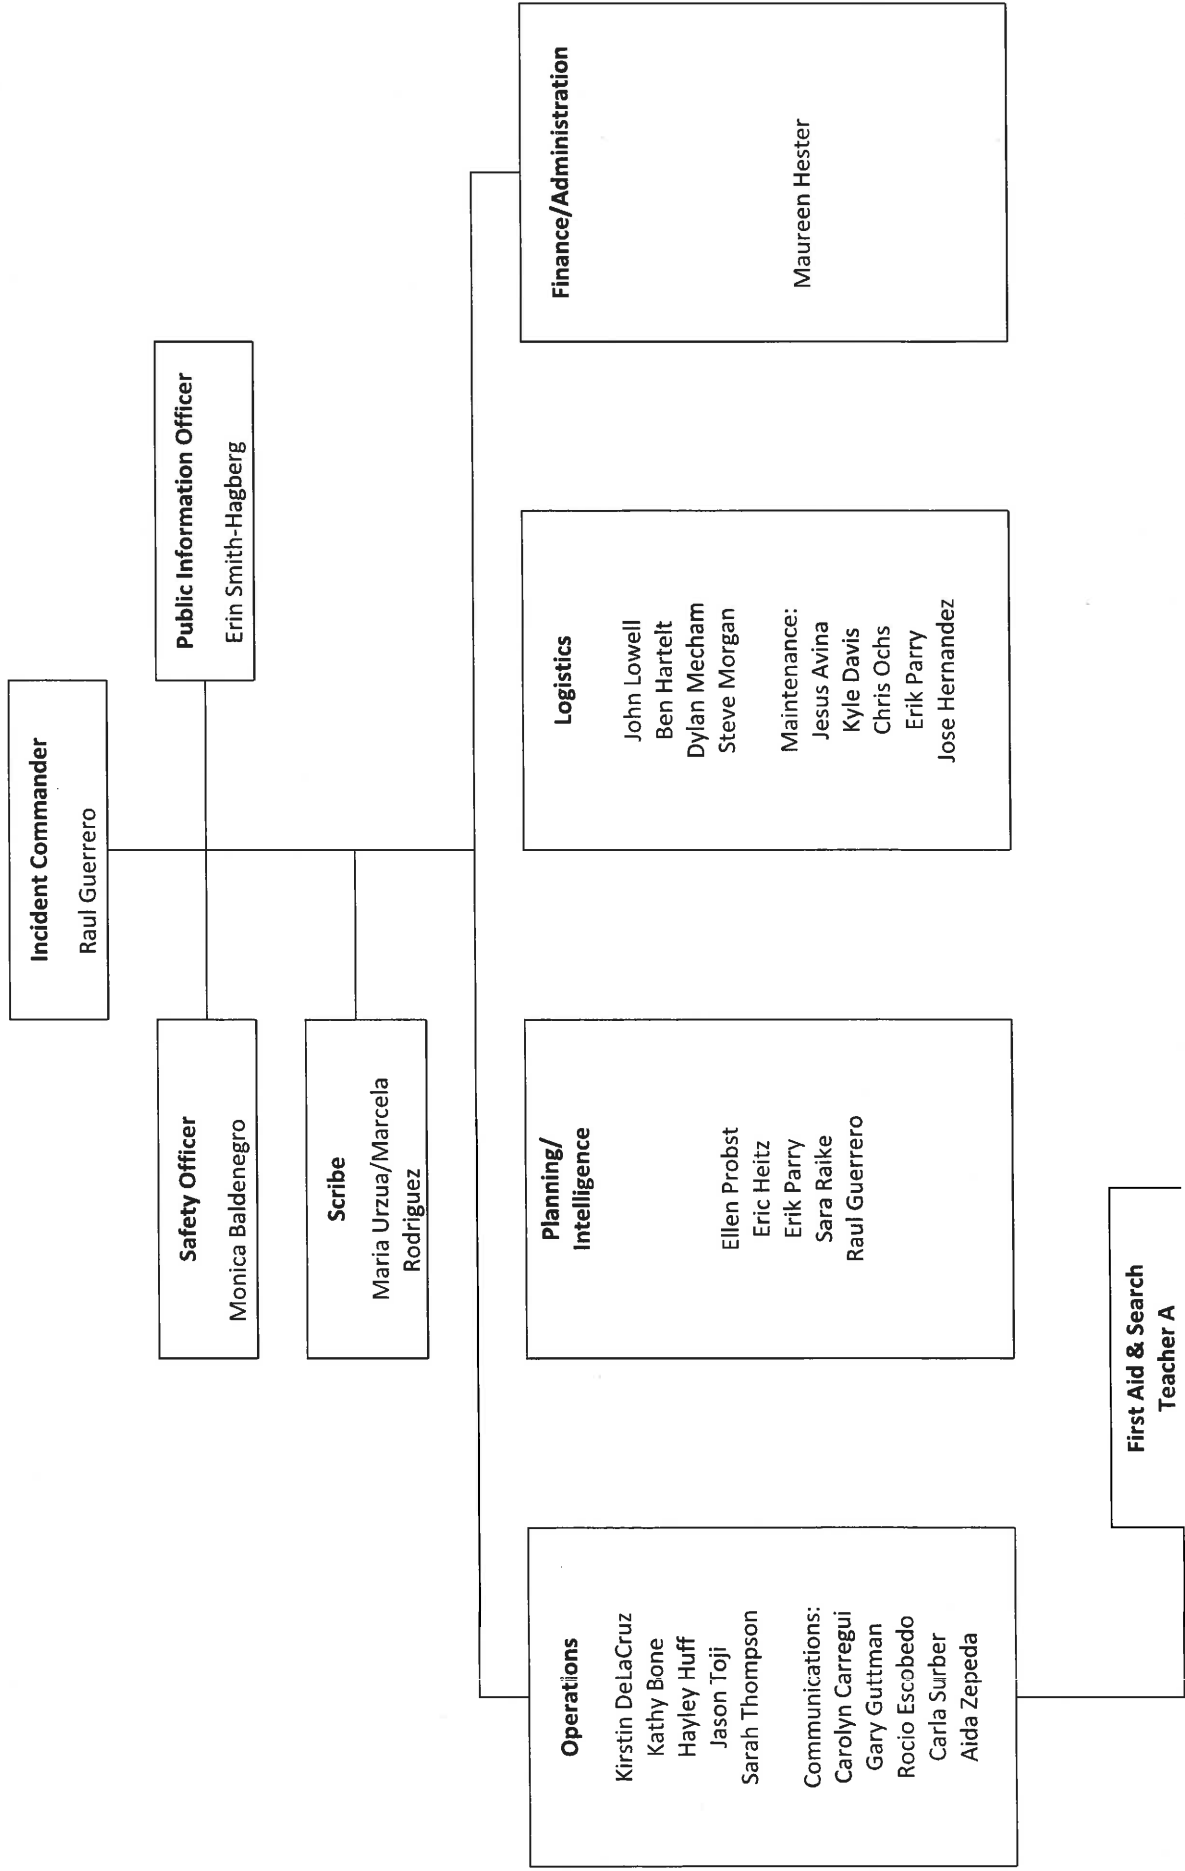 Incident Commander
Raul Guerrero
Safety Officer
Monica Baldenegro
Public Information Officer
Erin Smith-Hagberg
Scribe
Maria Urzua/Marcela
Rodriguez
Operations
Kirstin DeLaCruz
Kathy Bone
Hayley Huff
Jason Toji
Sarah Thompson
Communications:
Carolyn Carregui
Gary Guttman
Rocio Escobedo
Carla Surber
Aida Zepeda
Planning/
Intelligence
Ellen Probst
Eric Heitz
Erik Parry
Sara Raike
Raul Guerrero
Logistics
John Lowell
Ben Hartelt
Dylan Mecham
Steve Morgan
Maintenance:
Jesus Avina
Kyle Davis
Chris Ochs
Erik Parry
Jose Hernandez
Finance/Administration
Maureen Hester
First Aid & Search
Teacher A